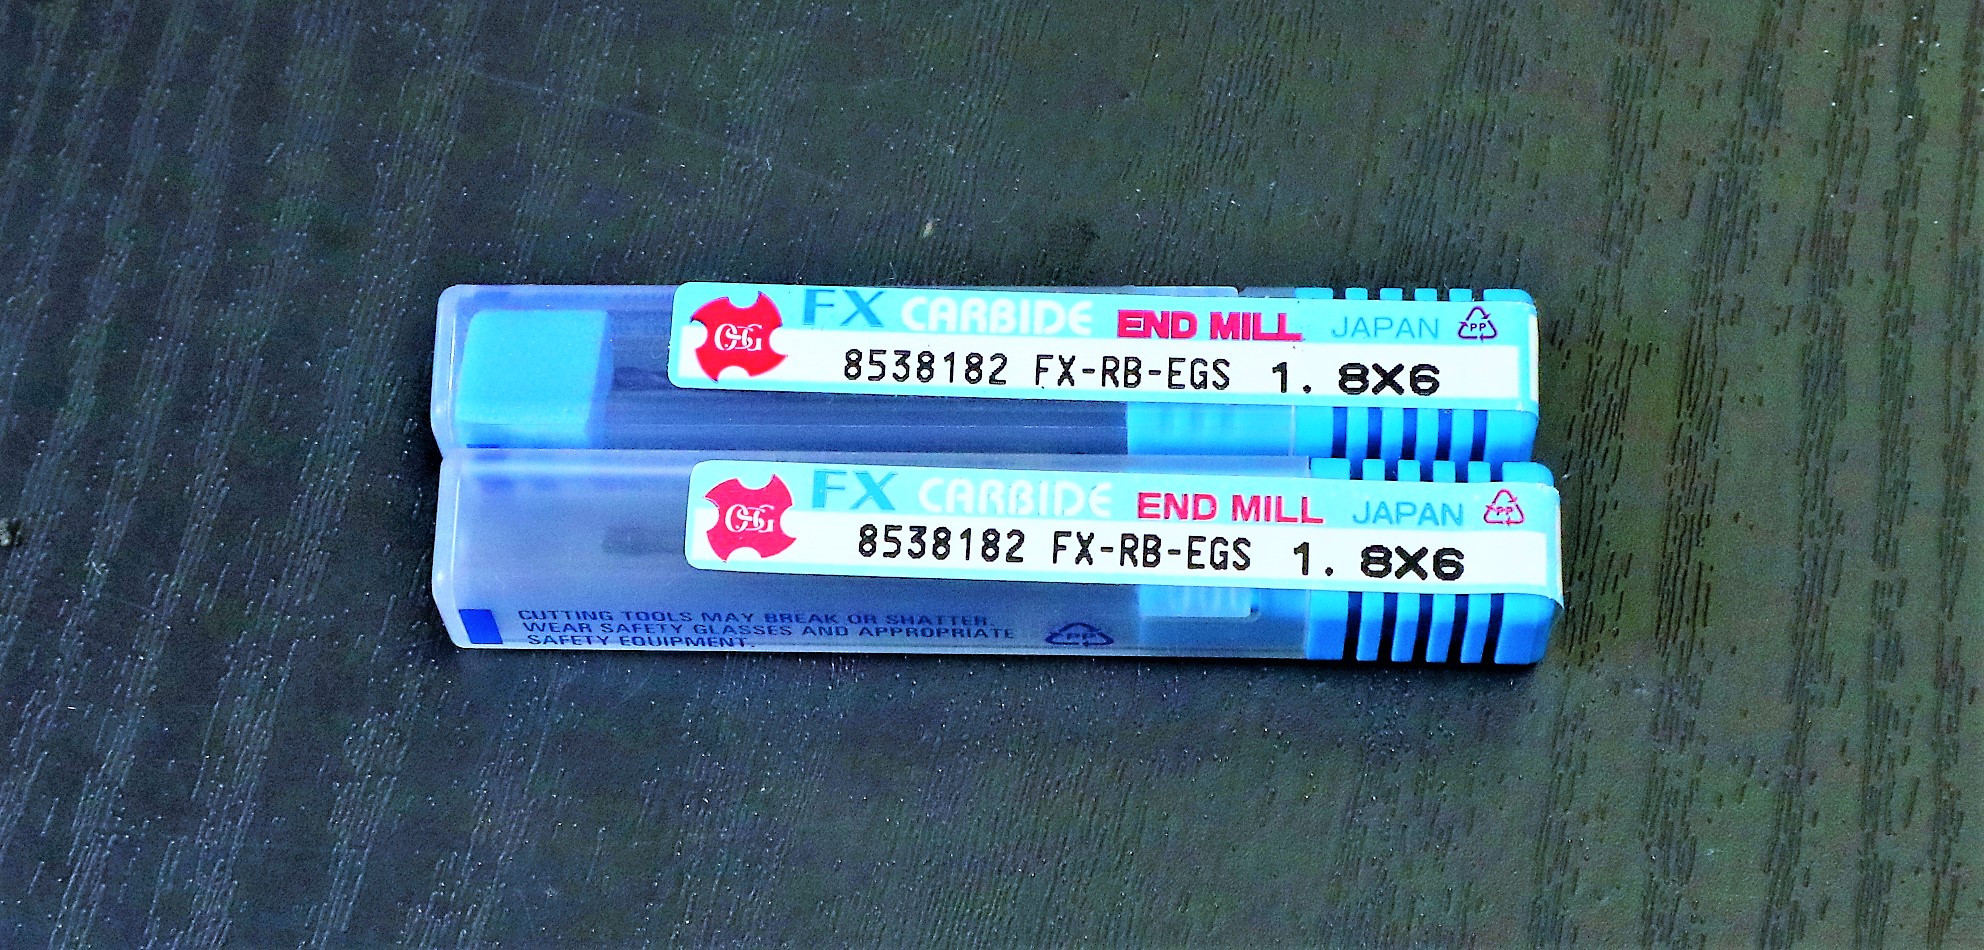 OSG
FX CARBIDE END MILL JAPAN PP
8538182 FX-RB-EGS 1. 8X6
OSG
FX CARBIDE END MILL JAPAN PP
8538182 FX-RB-EGS 1. 8X6
CUTTING TOOLS MAY BREAK OR SHATTER.
WEAR SAFETY GLASSES AND APPROPRIATE
SAFETY EQUIPMENT.
PP